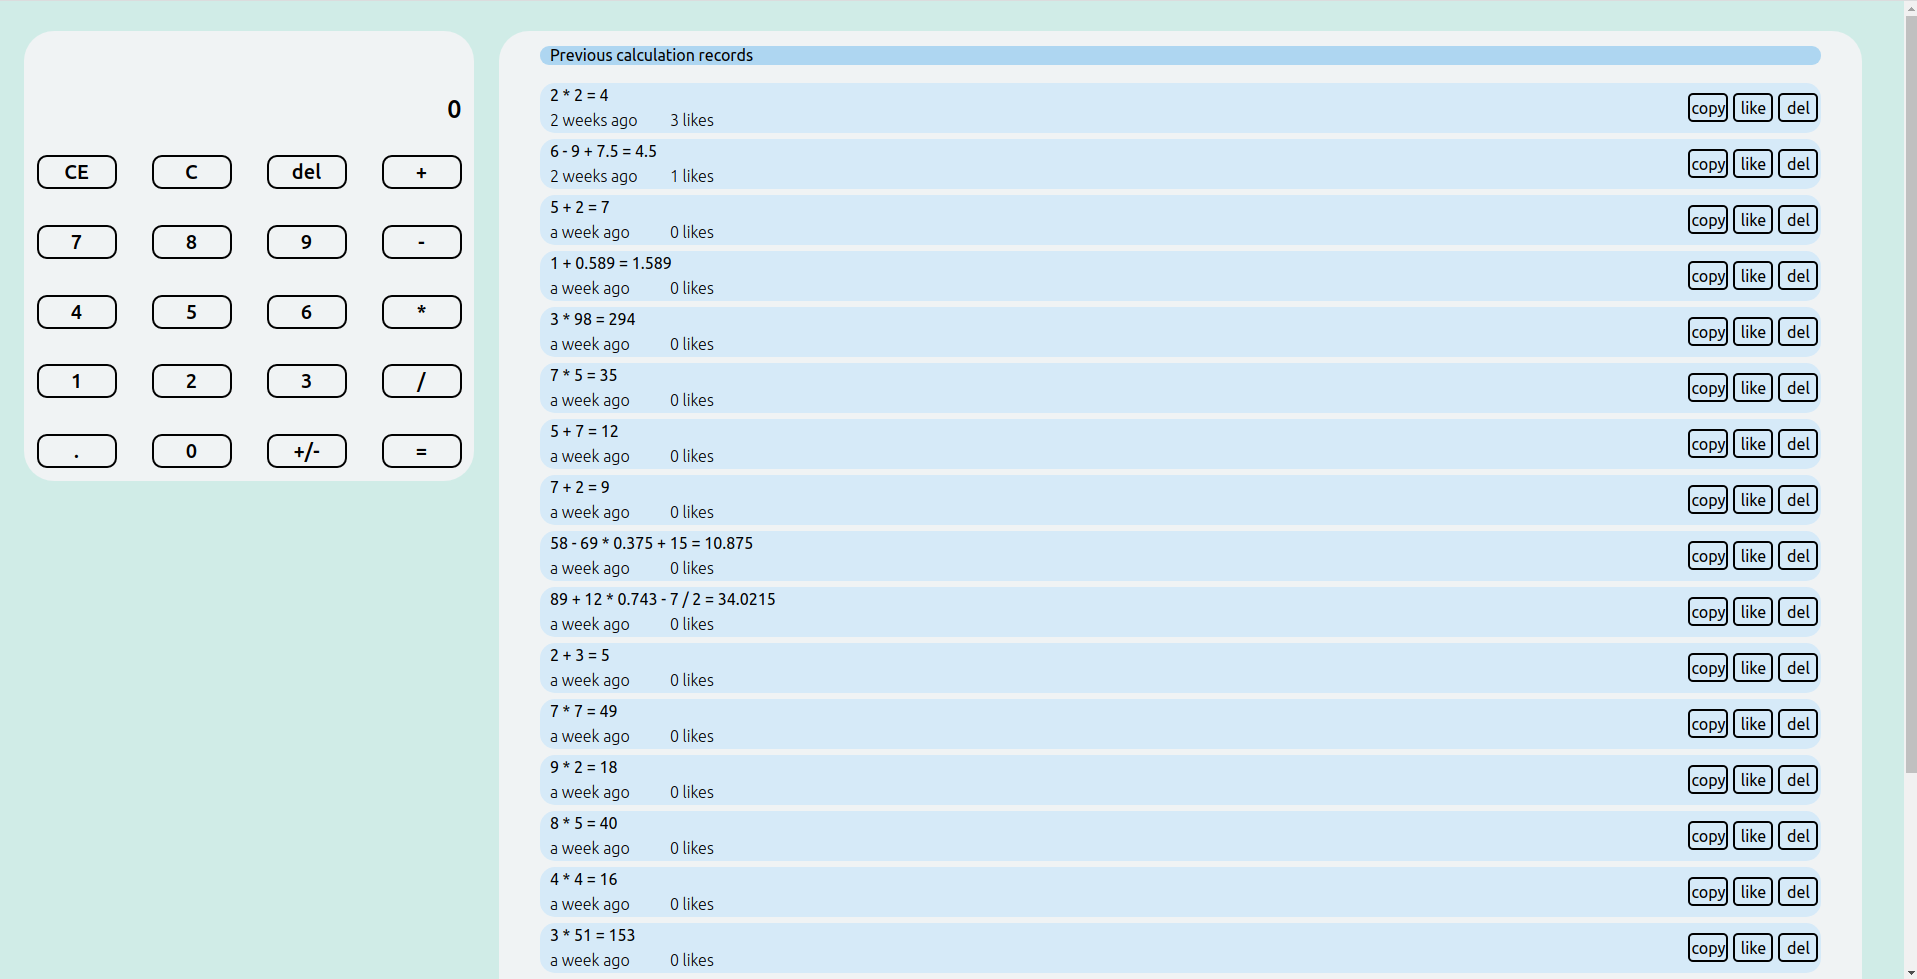 0
CE C del +
7 8 9 -
4 5 6 *
1 2 3 /
. 0 +/- =
Previous calculation records
2 * 2 = 4
2 weeks ago 3 likes
copy like del
6 - 9 + 7.5 = 4.5
2 weeks ago 1 likes
copy like del
5 + 2 = 7
a week ago 0 likes
copy like del
1 + 0.589 = 1.589
a week ago 0 likes
copy like del
3 * 98 = 294
a week ago 0 likes
copy like del
7 * 5 = 35
a week ago 0 likes
copy like del
5 + 7 = 12
a week ago 0 likes
copy like del
7 + 2 = 9
a week ago 0 likes
copy like del
58 - 69 * 0.375 + 15 = 10.875
a week ago 0 likes
copy like del
89 + 12 * 0.743 - 7 / 2 = 34.0215
a week ago 0 likes
copy like del
2 + 3 = 5
a week ago 0 likes
copy like del
7 * 7 = 49
a week ago 0 likes
copy like del
9 * 2 = 18
a week ago 0 likes
copy like del
8 * 5 = 40
a week ago 0 likes
copy like del
4 * 4 = 16
a week ago 0 likes
copy like del
3 * 51 = 153
a week ago 0 likes
copy like del